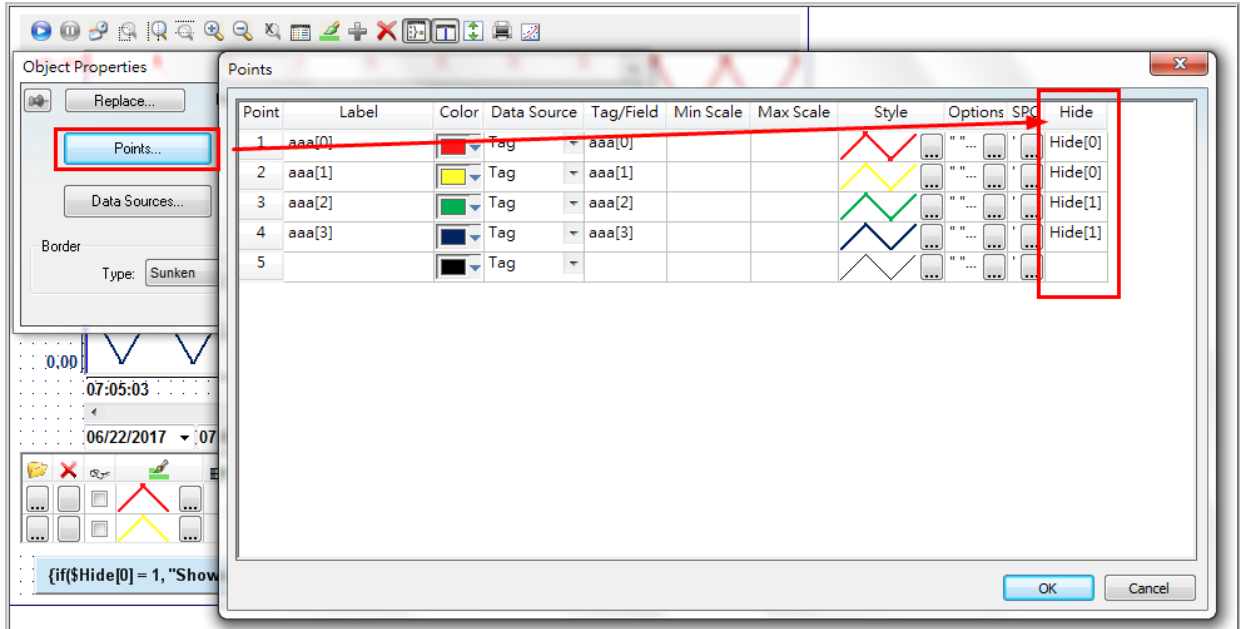 Object Properties
Replace...
Points...
Data Sources...
Border
Type: Sunken
Points
Point Label Color Data Source Tag/Field Min Scale Max Scale Style Options SPC Hide
1 aaa[0] Tag aaa[0] " "... ... ' ... Hide[0]
2 aaa[1] Tag aaa[1] " "... ... ' ... Hide[0]
3 aaa[2] Tag aaa[2] " "... ... ' ... Hide[1]
4 aaa[3] Tag aaa[3] " "... ... ' ... Hide[1]
5 Tag " "... ... ' ...
0,00
07:05:03
06/22/2017 07
{if($Hide[0] = 1, "Show
OK Cancel